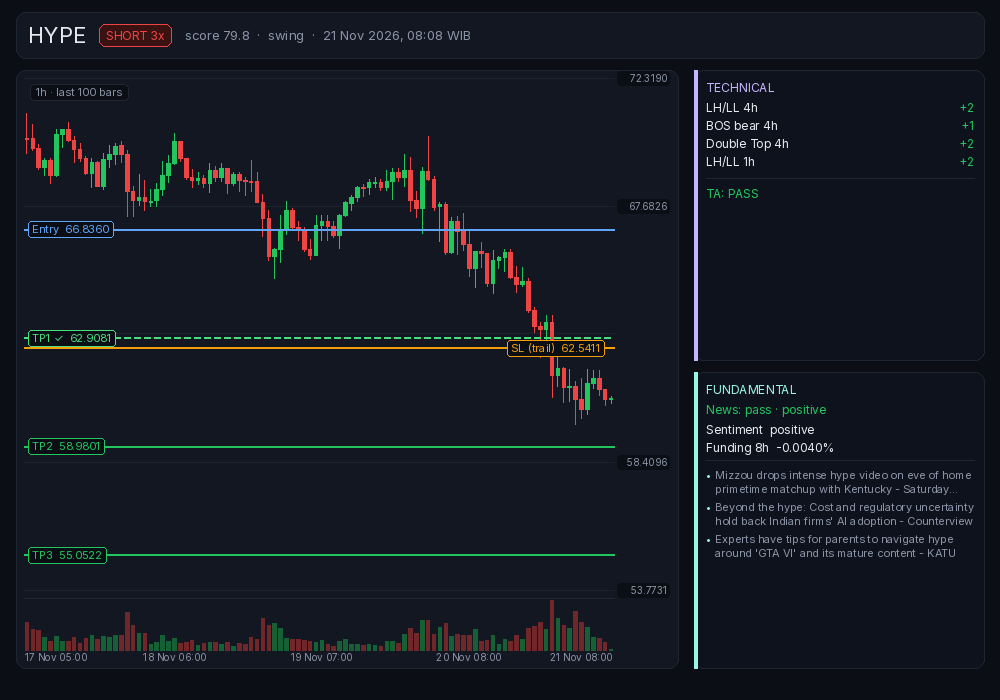 HYPE SHORT 3x score 79.8 · swing · 21 Nov 2026, 08:08 WIB
1h · last 100 bars
72.3190
67.6826
Entry 66.8360
TP1 ✓ 62.9081
SL (trail) 62.5411
TP2 58.9801
58.4096
TP3 55.0522
53.7731
17 Nov 05:00 18 Nov 06:00 19 Nov 07:00 20 Nov 08:00 21 Nov 08:00
TECHNICAL
LH/LL 4h +2
BOS bear 4h +1
Double Top 4h +2
LH/LL 1h +2
TA: PASS
FUNDAMENTAL
News: pass · positive
Sentiment positive
Funding 8h -0.0040%
• Mizzou drops intense hype video on eve of home
primetime matchup with Kentucky - Saturday...
• Beyond the hype: Cost and regulatory uncertainty
hold back Indian firms' AI adoption - Counterview
• Experts have tips for parents to navigate hype
around 'GTA VI' and its mature content - KATU